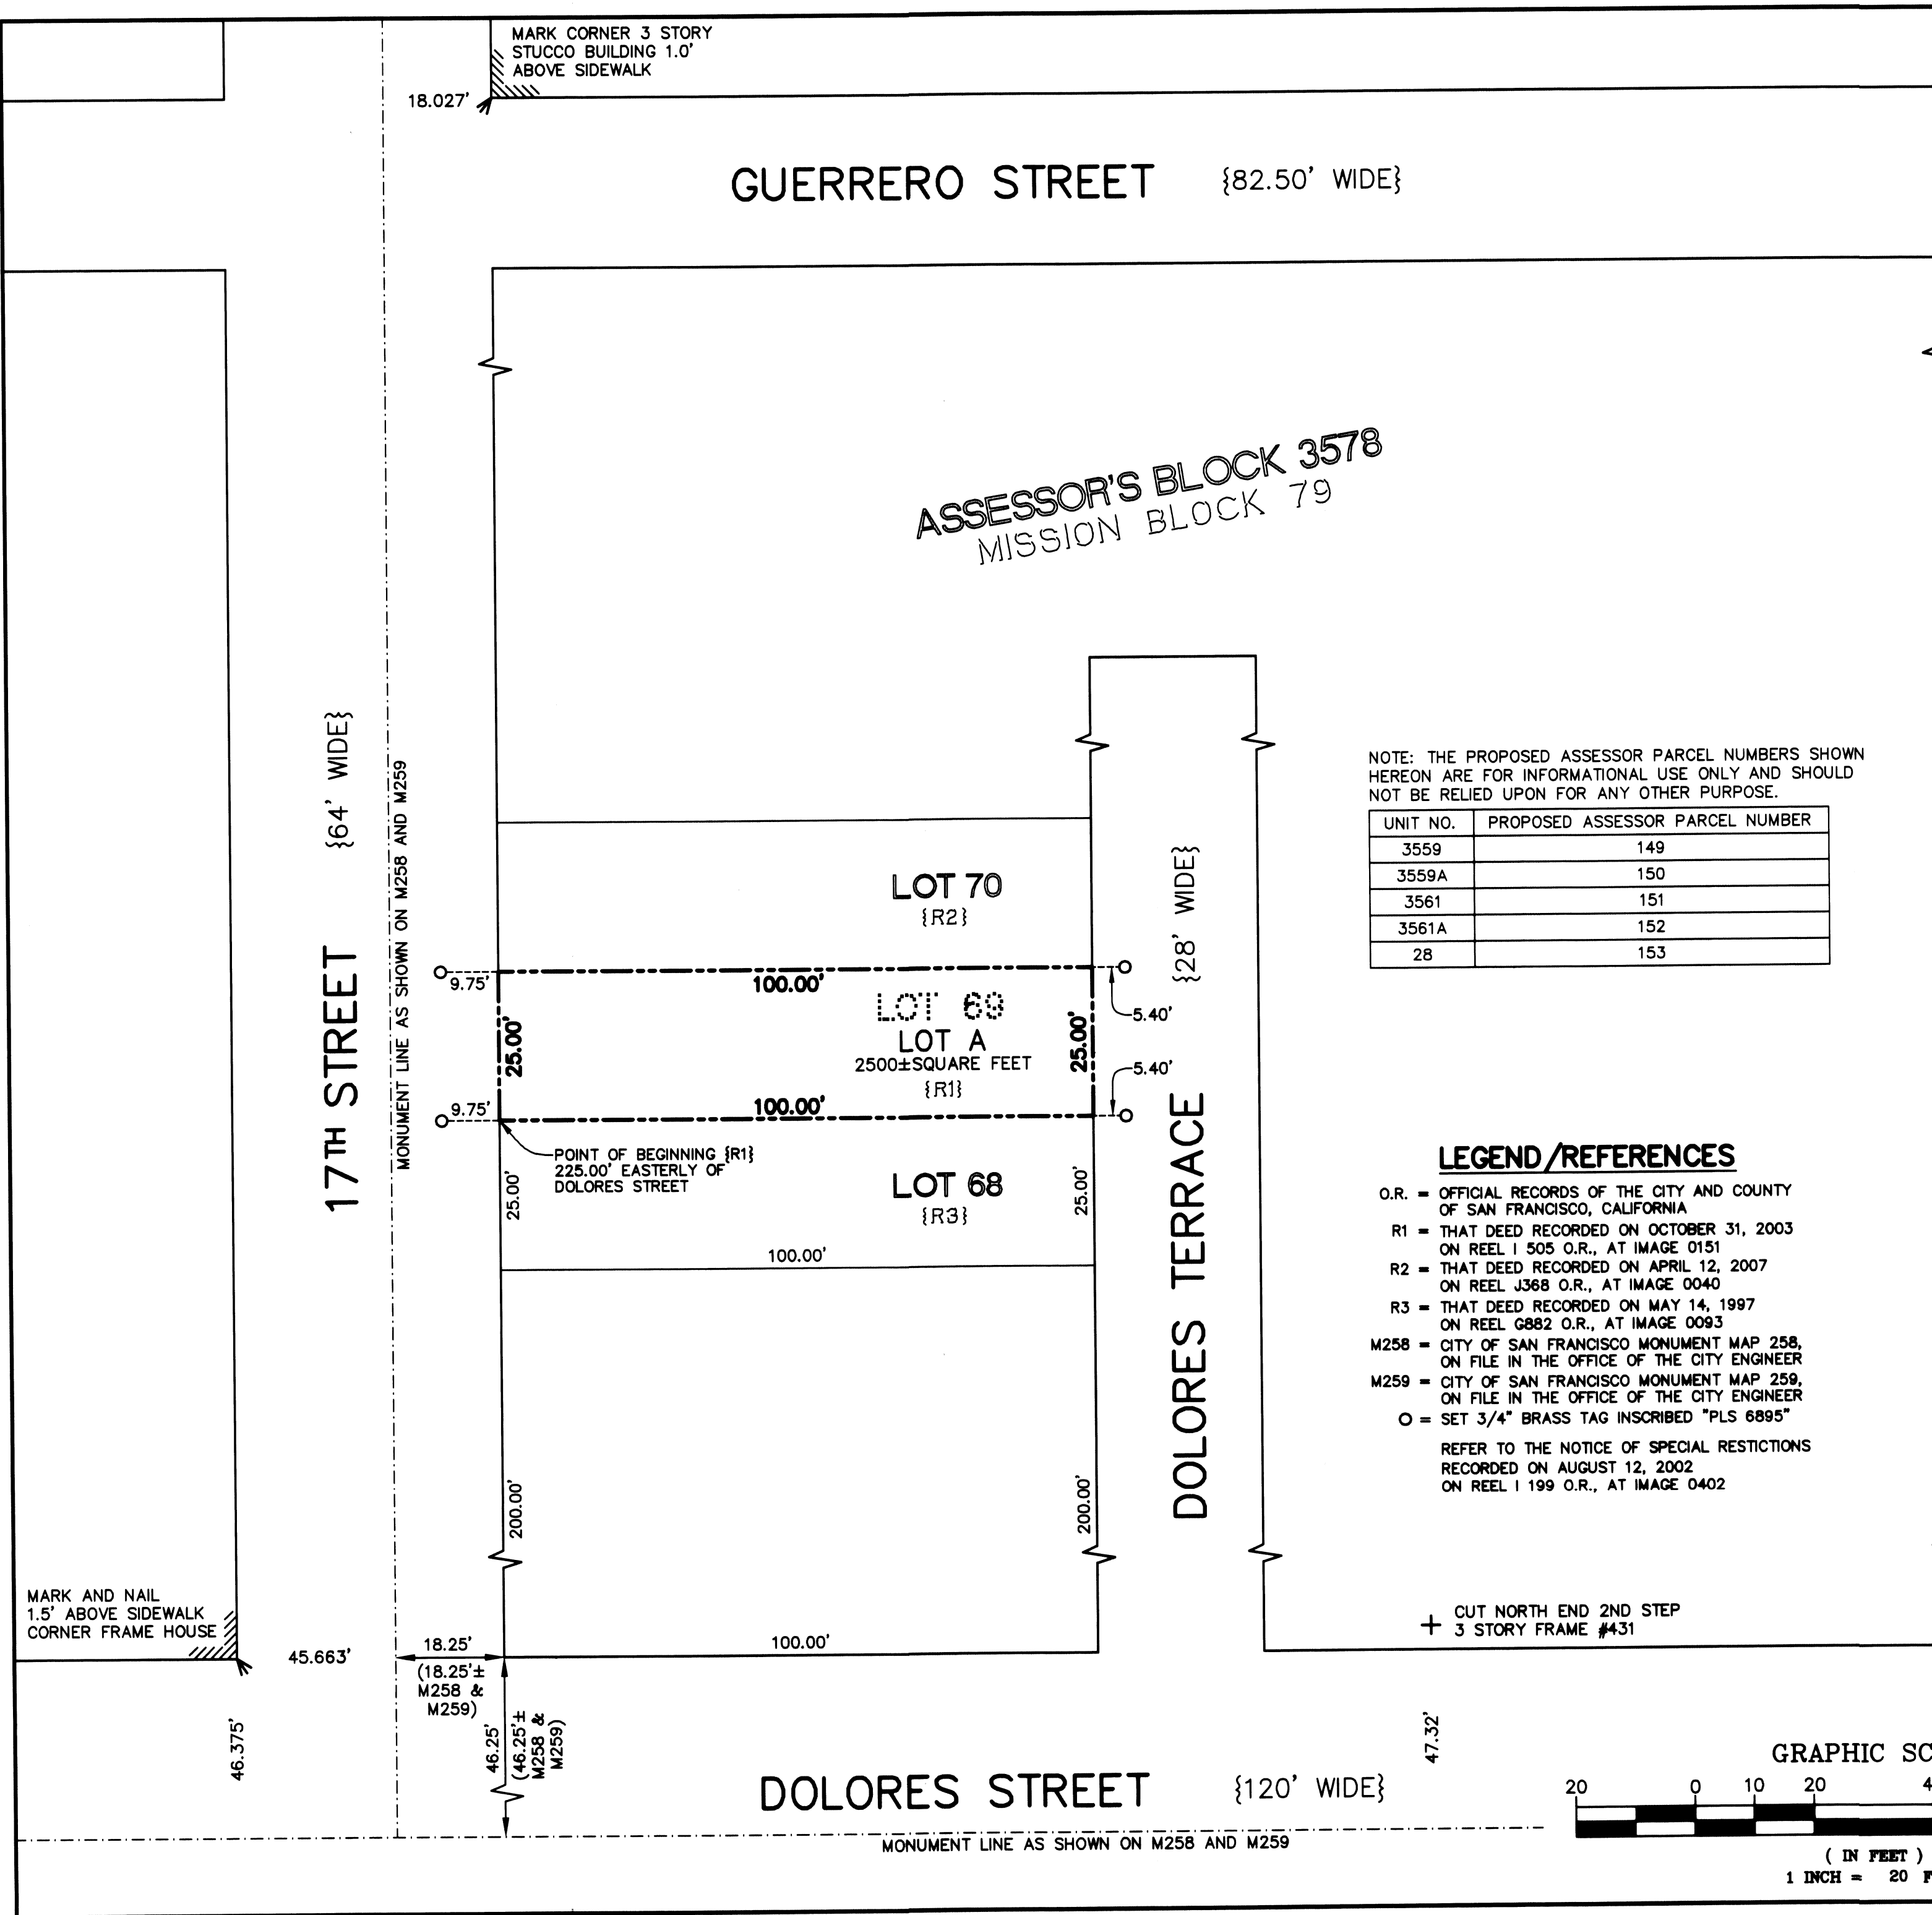 MARK CORNER 3 STORY
STUCCO BUILDING 1.0'
ABOVE SIDEWALK
18.027'
GUERRERO STREET {82.50' WIDE}
ASSESSOR'S BLOCK 3578
MISSION BLOCK 79
17TH STREET {64' WIDE}
MONUMENT LINE AS SHOWN ON M258 AND M259
NOTE: THE PROPOSED ASSESSOR PARCEL NUMBERS SHOWN
HEREON ARE FOR INFORMATIONAL USE ONLY AND SHOULD
NOT BE RELIED UPON FOR ANY OTHER PURPOSE.
UNIT NO. PROPOSED ASSESSOR PARCEL NUMBER
3559 149
3559A 150
3561 151
3561A 152
28 153
LOT 70
{R2}
9.75'
100.00'
LOT 69
LOT A
2500±SQUARE FEET
{R1}
25.00'
25.00'
5.40'
5.40'
9.75'
100.00'
POINT OF BEGINNING {R1}
225.00' EASTERLY OF
DOLORES STREET
LOT 68
{R3}
25.00'
25.00'
100.00'
DOLORES TERRACE {28' WIDE}
LEGEND/REFERENCES
O.R. = OFFICIAL RECORDS OF THE CITY AND COUNTY
OF SAN FRANCISCO, CALIFORNIA
R1 = THAT DEED RECORDED ON OCTOBER 31, 2003
ON REEL I 505 O.R., AT IMAGE 0151
R2 = THAT DEED RECORDED ON APRIL 12, 2007
ON REEL J368 O.R., AT IMAGE 0040
R3 = THAT DEED RECORDED ON MAY 14, 1997
ON REEL G882 O.R., AT IMAGE 0093
M258 = CITY OF SAN FRANCISCO MONUMENT MAP 258,
ON FILE IN THE OFFICE OF THE CITY ENGINEER
M259 = CITY OF SAN FRANCISCO MONUMENT MAP 259,
ON FILE IN THE OFFICE OF THE CITY ENGINEER
O = SET 3/4" BRASS TAG INSCRIBED "PLS 6895"
REFER TO THE NOTICE OF SPECIAL RESTICTIONS
RECORDED ON AUGUST 12, 2002
ON REEL I 199 O.R., AT IMAGE 0402
200.00'
200.00'
MARK AND NAIL
1.5' ABOVE SIDEWALK
CORNER FRAME HOUSE
45.663'
18.25'
(18.25'±
M258 &
M259)
100.00'
CUT NORTH END 2ND STEP
3 STORY FRAME #431
46.375'
46.25'
(46.25'±
M258 &
M259)
47.32'
DOLORES STREET {120' WIDE}
MONUMENT LINE AS SHOWN ON M258 AND M259
GRAPHIC SC
20 0 10 20 4
( IN FEET )
1 INCH = 20 F